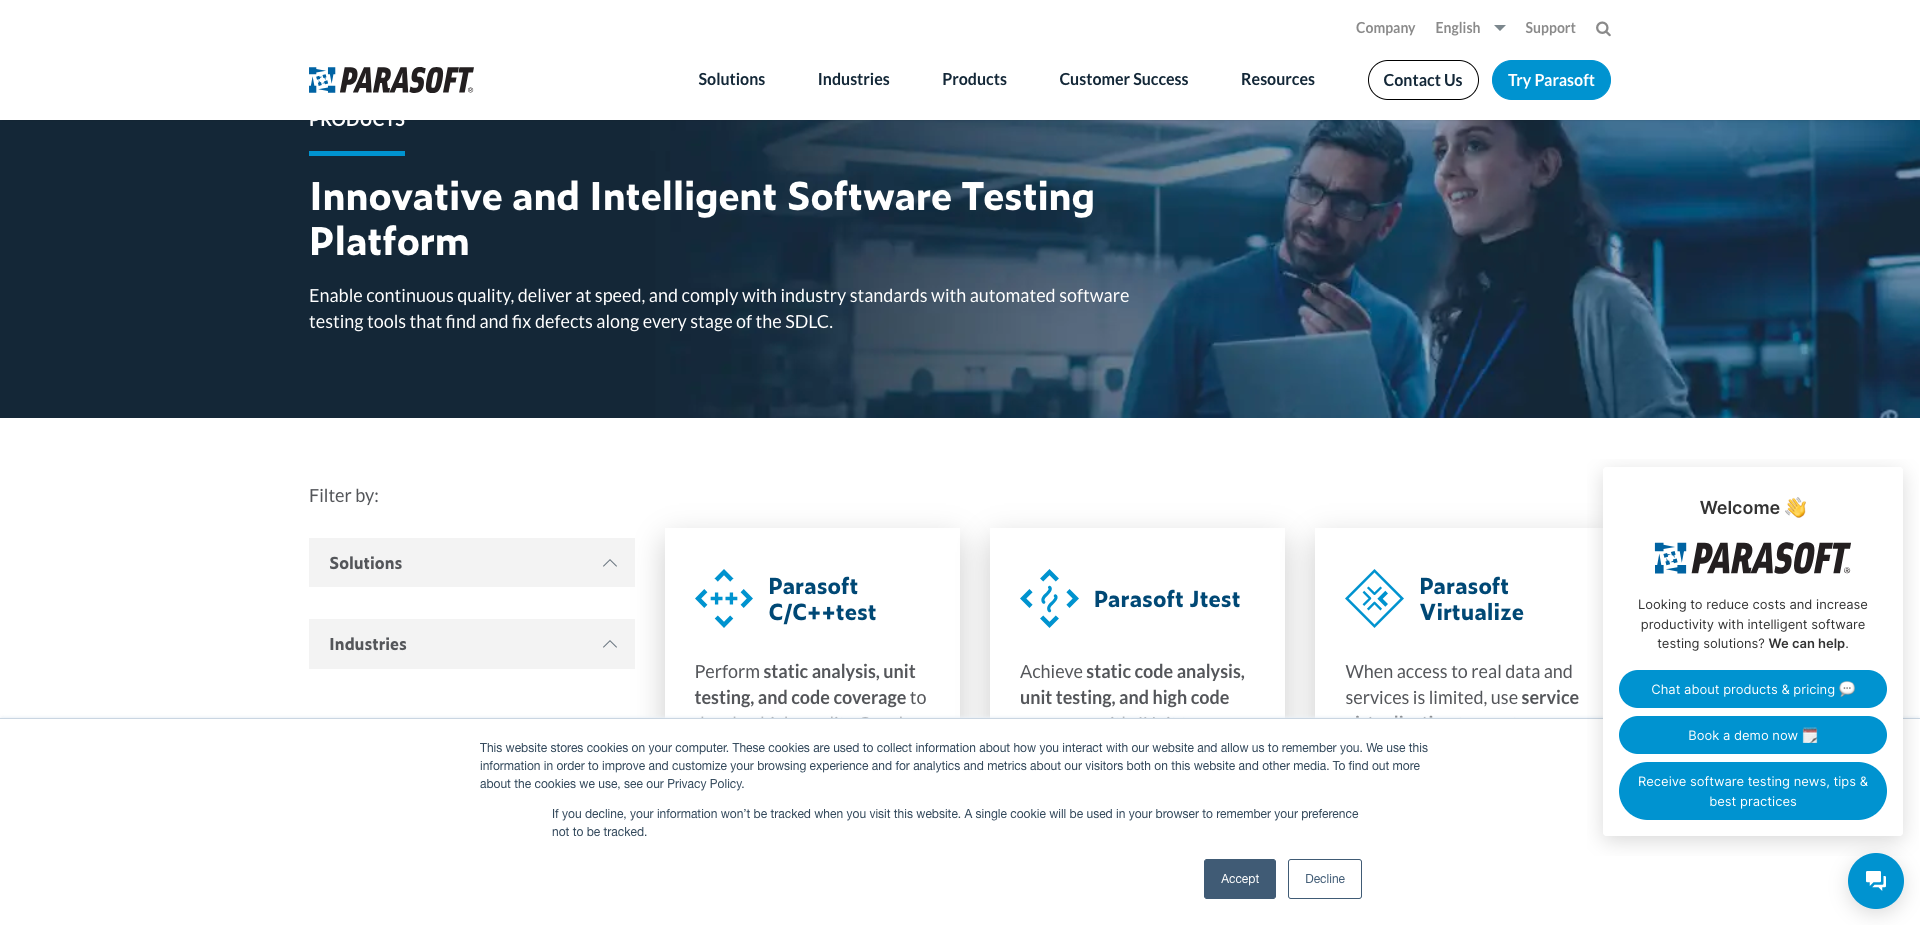 Company English Support
PARASOFT
Solutions Industries Products Customer Success Resources Contact Us Try Parasoft
PRODUCTS
Innovative and Intelligent Software Testing
Platform
Enable continuous quality, deliver at speed, and comply with industry standards with automated software
testing tools that find and fix defects along every stage of the SDLC.
Filter by:
Solutions
Industries
Parasoft
C/C++test
Perform static analysis, unit
testing, and code coverage to
Parasoft Jtest
Achieve static code analysis,
unit testing, and high code
Parasoft
Virtualize
When access to real data and
services is limited, use service
Welcome 👋
PARASOFT
Looking to reduce costs and increase
productivity with intelligent software
testing solutions? We can help.
Chat about products & pricing 💬
Book a demo now 🗓️
Receive software testing news, tips &
best practices
This website stores cookies on your computer. These cookies are used to collect information about how you interact with our website and allow us to remember you. We use this
information in order to improve and customize your browsing experience and for analytics and metrics about our visitors both on this website and other media. To find out more
about the cookies we use, see our Privacy Policy.
If you decline, your information won’t be tracked when you visit this website. A single cookie will be used in your browser to remember your preference
not to be tracked.
Accept Decline